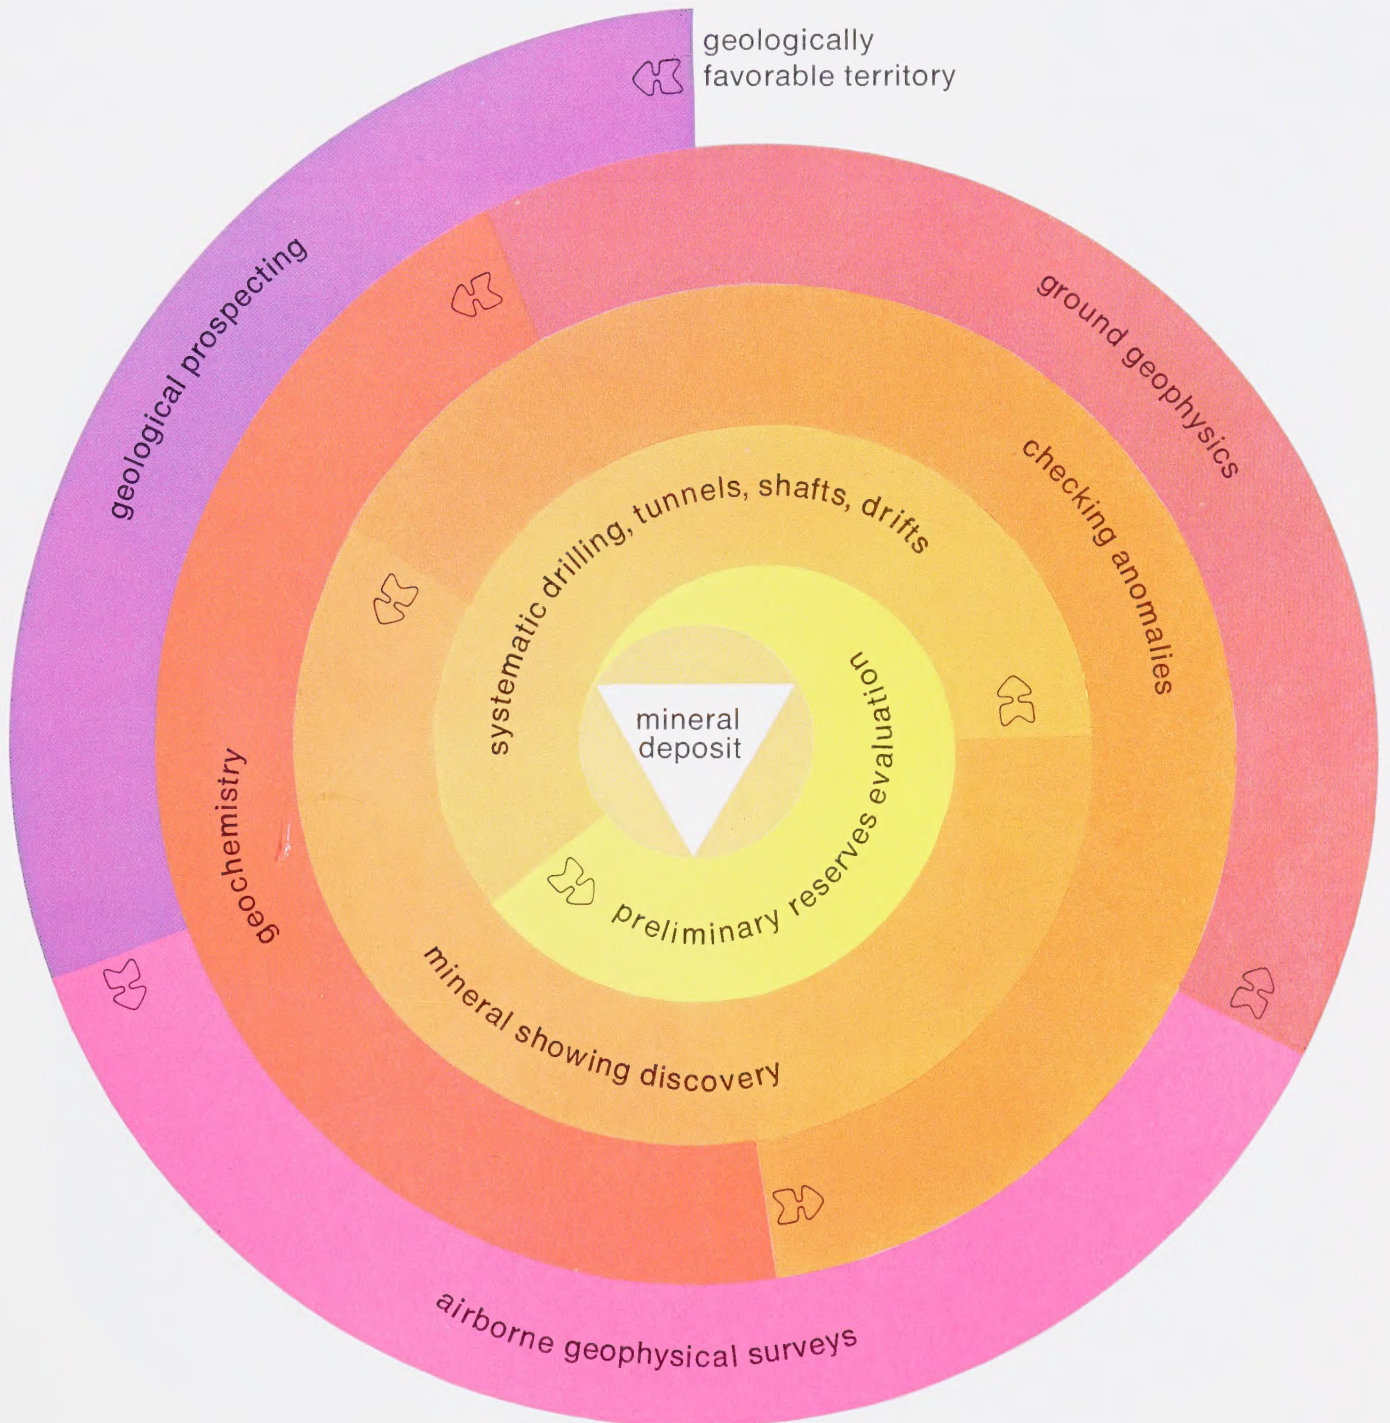 geologically
favorable territory
geological prospecting
airborne geophysical surveys
ground geophysics
geochemistry
checking anomalies
mineral showing discovery
systematic drilling, tunnels, shafts, drifts
preliminary reserves evaluation
mineral
deposit